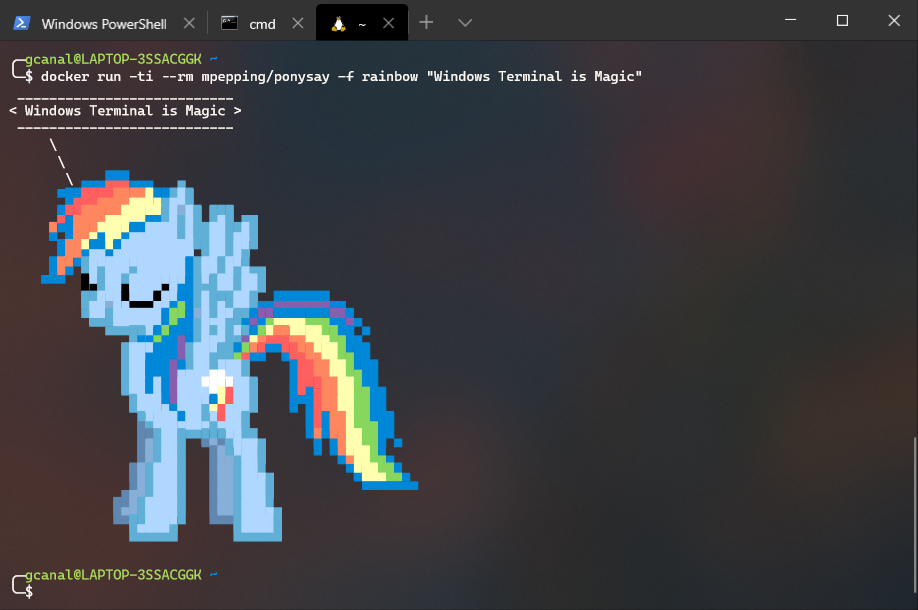 Windows PowerShell
cmd
~
gcanal@LAPTOP-3SSACGGK ~
$ docker run -ti --rm mpepping/ponysay -f rainbow "Windows Terminal is Magic"
< Windows Terminal is Magic >
gcanal@LAPTOP-3SSACGGK ~
$